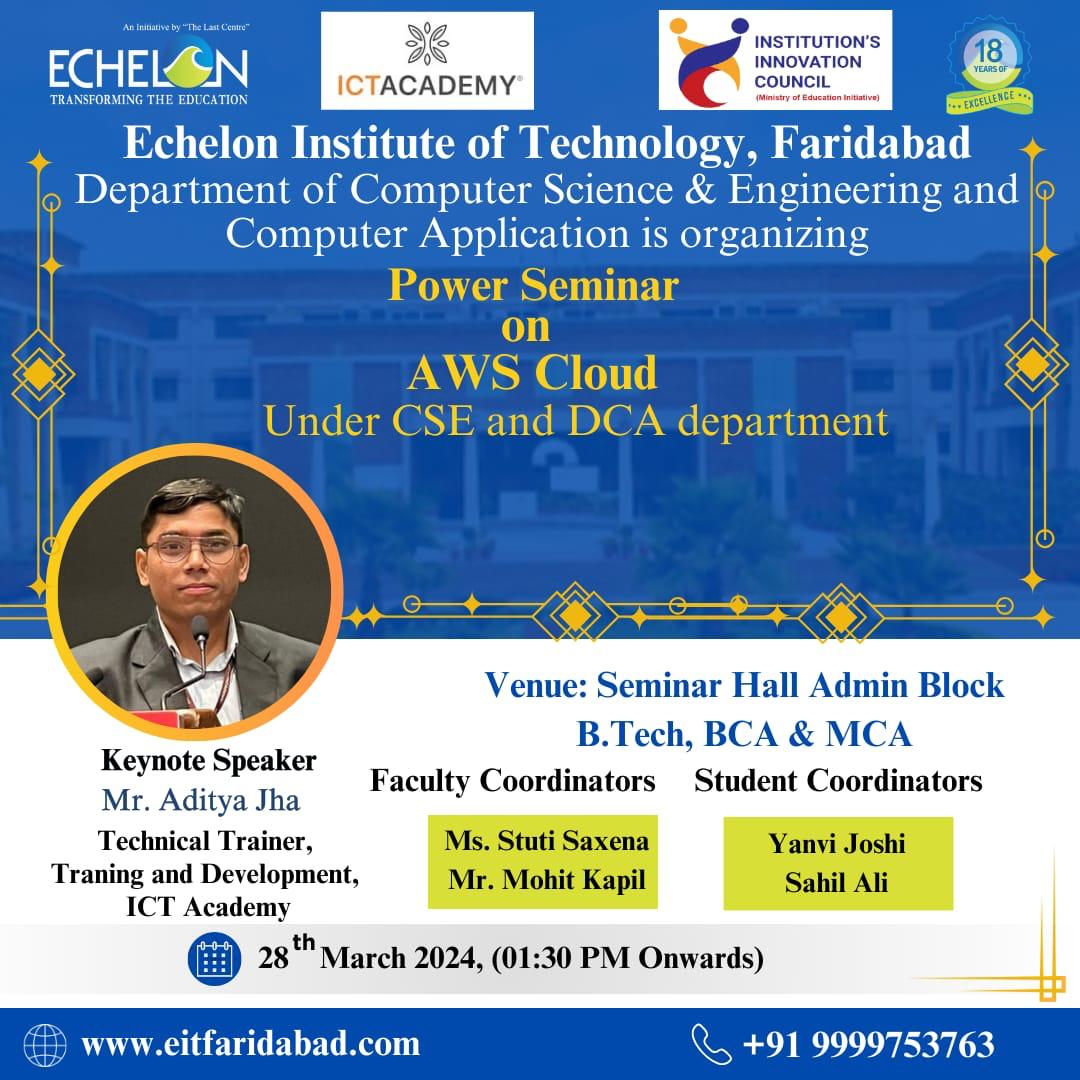 An Initiative by "The Last Centre"
ECHELON
TRANSFORMING THE EDUCATION
ICTACADEMY®
INSTITUTION'S
INNOVATION
COUNCIL
(Ministry of Education Initiative)
18
YEARS OF
EXCELLENCE
Echelon Institute of Technology, Faridabad
Department of Computer Science & Engineering and
Computer Application is organizing
Power Seminar
on
AWS Cloud
Under CSE and DCA department
Venue: Seminar Hall Admin Block
B.Tech, BCA & MCA
Keynote Speaker
Mr. Aditya Jha
Technical Trainer,
Traning and Development,
ICT Academy
Faculty Coordinators
Ms. Stuti Saxena
Mr. Mohit Kapil
Student Coordinators
Yanvi Joshi
Sahil Ali
28th March 2024, (01:30 PM Onwards)
www.eitfaridabad.com
+91 9999753763